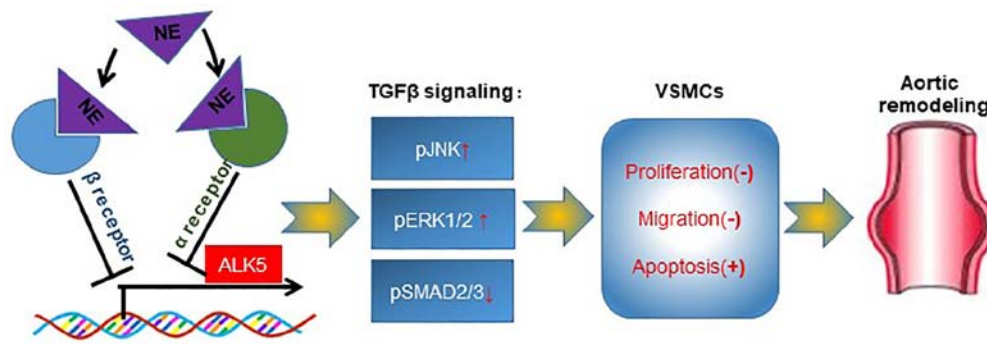 NE
NE
NE
β receptor
α receptor
ALK5
TGFβ signaling:
pJNK↑
pERK1/2 ↑
pSMAD2/3↓
VSMCs
Proliferation(-)
Migration(-)
Apoptosis(+)
Aortic
remodeling